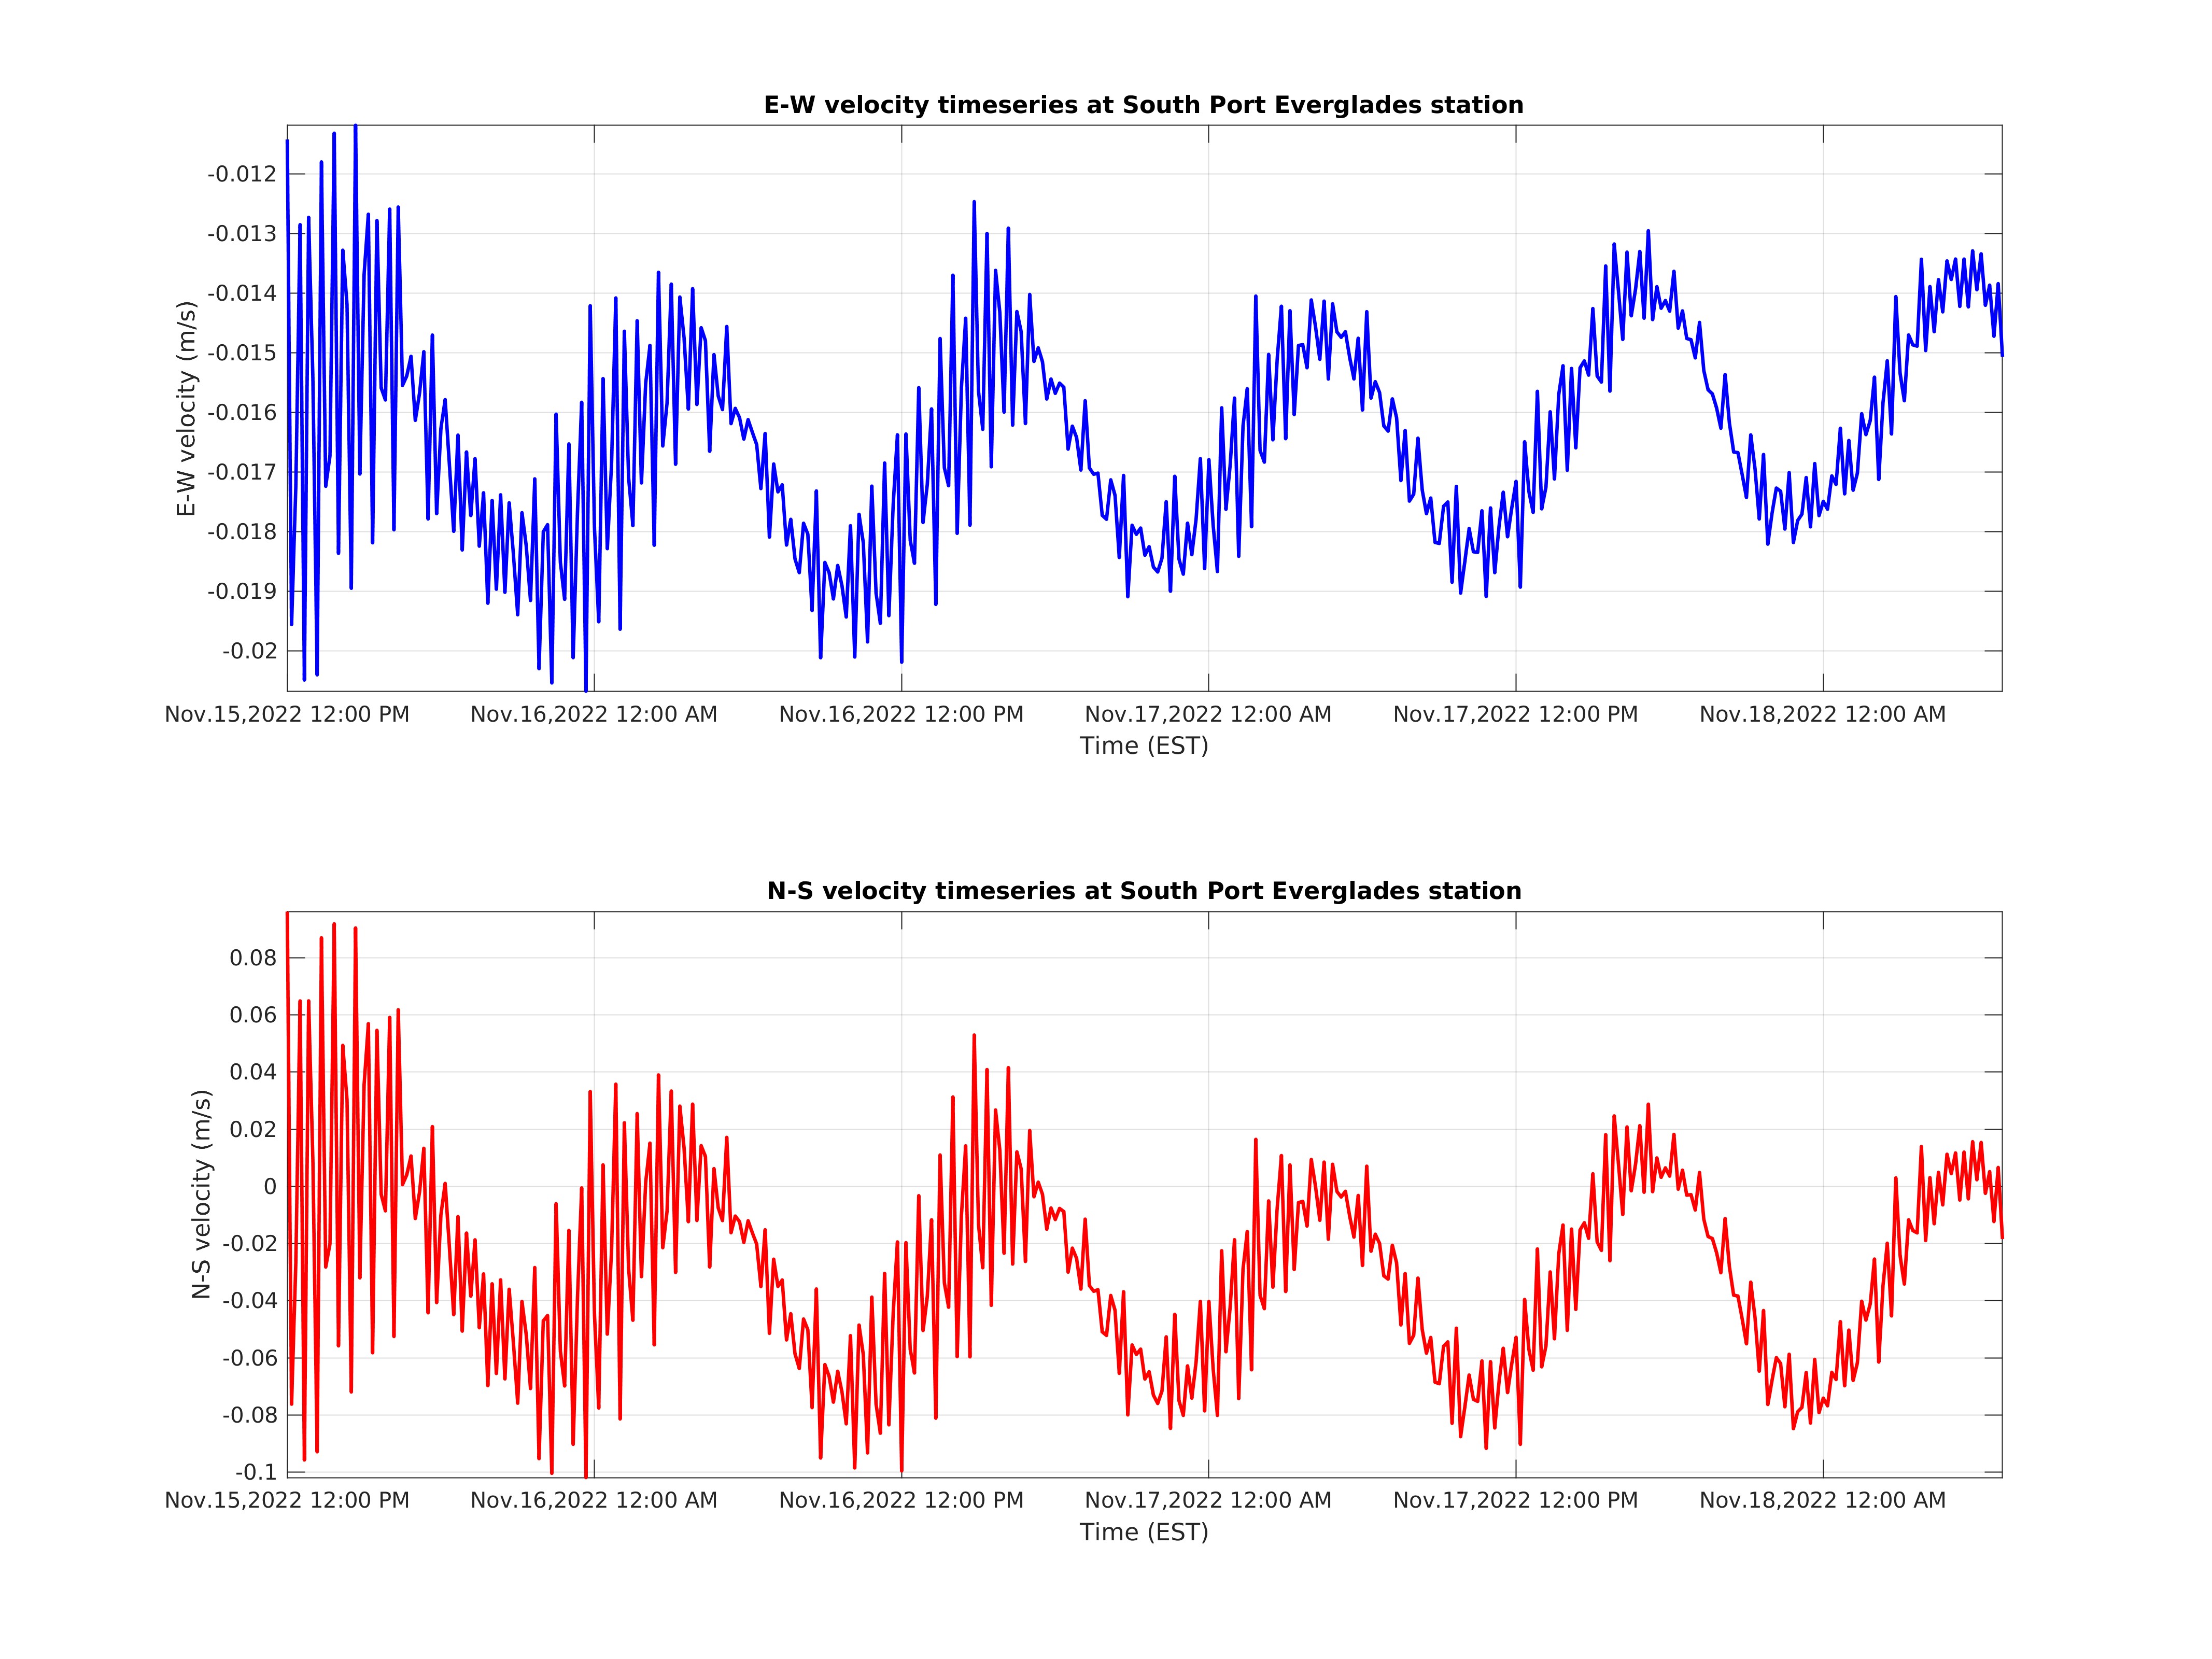 E-W velocity timeseries at South Port Everglades station
-0.012
-0.013
-0.014
-0.015
-0.016
-0.017
-0.018
-0.019
-0.02
E-W velocity (m/s)
Nov.15,2022 12:00 PM Nov.16,2022 12:00 AM Nov.16,2022 12:00 PM Nov.17,2022 12:00 AM Nov.17,2022 12:00 PM Nov.18,2022 12:00 AM
Time (EST)
N-S velocity timeseries at South Port Everglades station
0.08
0.06
0.04
0.02
0
-0.02
-0.04
-0.06
-0.08
-0.1
N-S velocity (m/s)
Nov.15,2022 12:00 PM Nov.16,2022 12:00 AM Nov.16,2022 12:00 PM Nov.17,2022 12:00 AM Nov.17,2022 12:00 PM Nov.18,2022 12:00 AM
Time (EST)